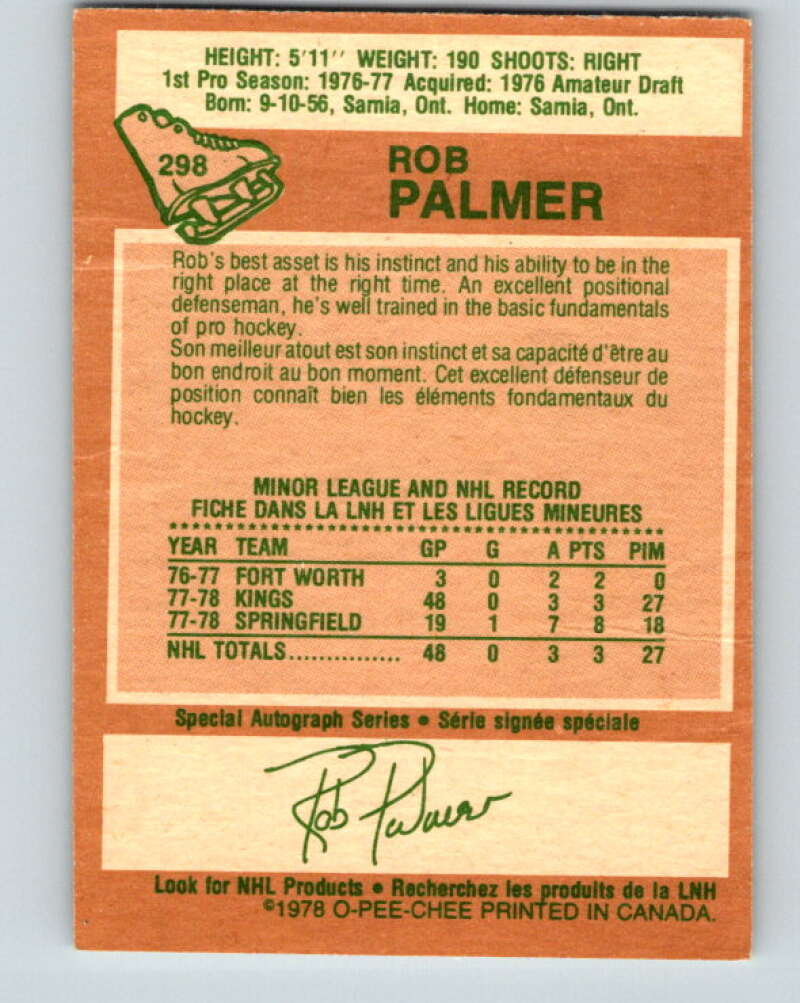 HEIGHT: 5'11" WEIGHT: 190 SHOOTS: RIGHT
1st Pro Season: 1976-77 Acquired: 1976 Amateur Draft
Born: 9-10-56, Sarnia, Ont. Home: Sarnia, Ont.
298
ROB
PALMER
Rob's best asset is his instinct and his ability to be in the
right place at the right time. An excellent positional
defenseman, he's well trained in the basic fundamentals
of pro hockey.
Son meilleur atout est son instinct et sa capacité d'être au
bon endroit au bon moment. Cet excellent défenseur de
position connaît bien les éléments fondamentaux du
hockey.
MINOR LEAGUE AND NHL RECORD
FICHE DANS LA LNH ET LES LIGUES MINEURES
YEAR TEAM GP G A PTS PIM
76-77 FORT WORTH 3 0 2 2 0
77-78 KINGS 48 0 3 3 27
77-78 SPRINGFIELD 19 1 7 8 18
NHL TOTALS............... 48 0 3 3 27
Special Autograph Series • Série signée spéciale
Rob Palmer
Look for NHL Products • Recherchez les produits de la LNH
©1978 O-PEE-CHEE PRINTED IN CANADA.